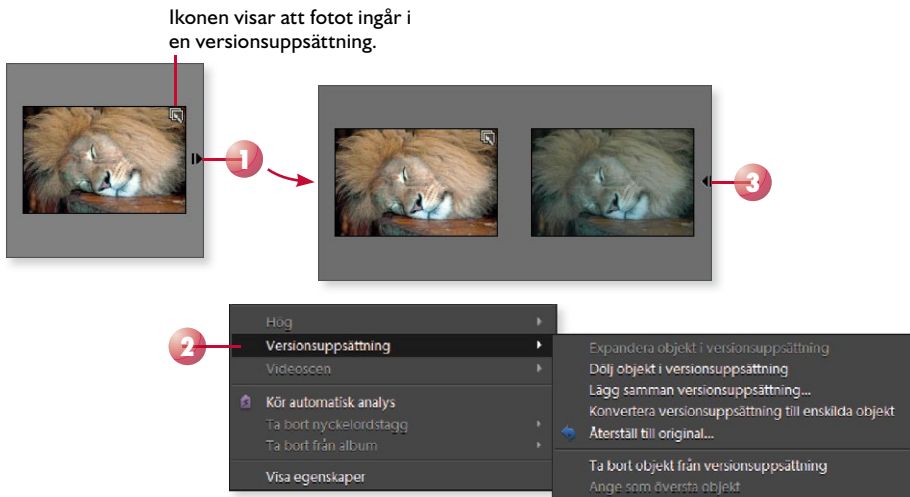 Ikonen visar att fotot ingår i
en versionsuppsättning.
1
3
2
Hög
Versionsuppsättning
Videoscen
Kör automatisk analys
Ta bort nyckelordstagg
Ta bort från album
Visa egenskaper
Expandera objekt i versionsuppsättning
Dölj objekt i versionsuppsättning
Lägg samman versionsuppsättning...
Konvertera versionsuppsättning till enskilda objekt
Återställ till original...
Ta bort objekt från versionsuppsättning
Ange som översta objekt